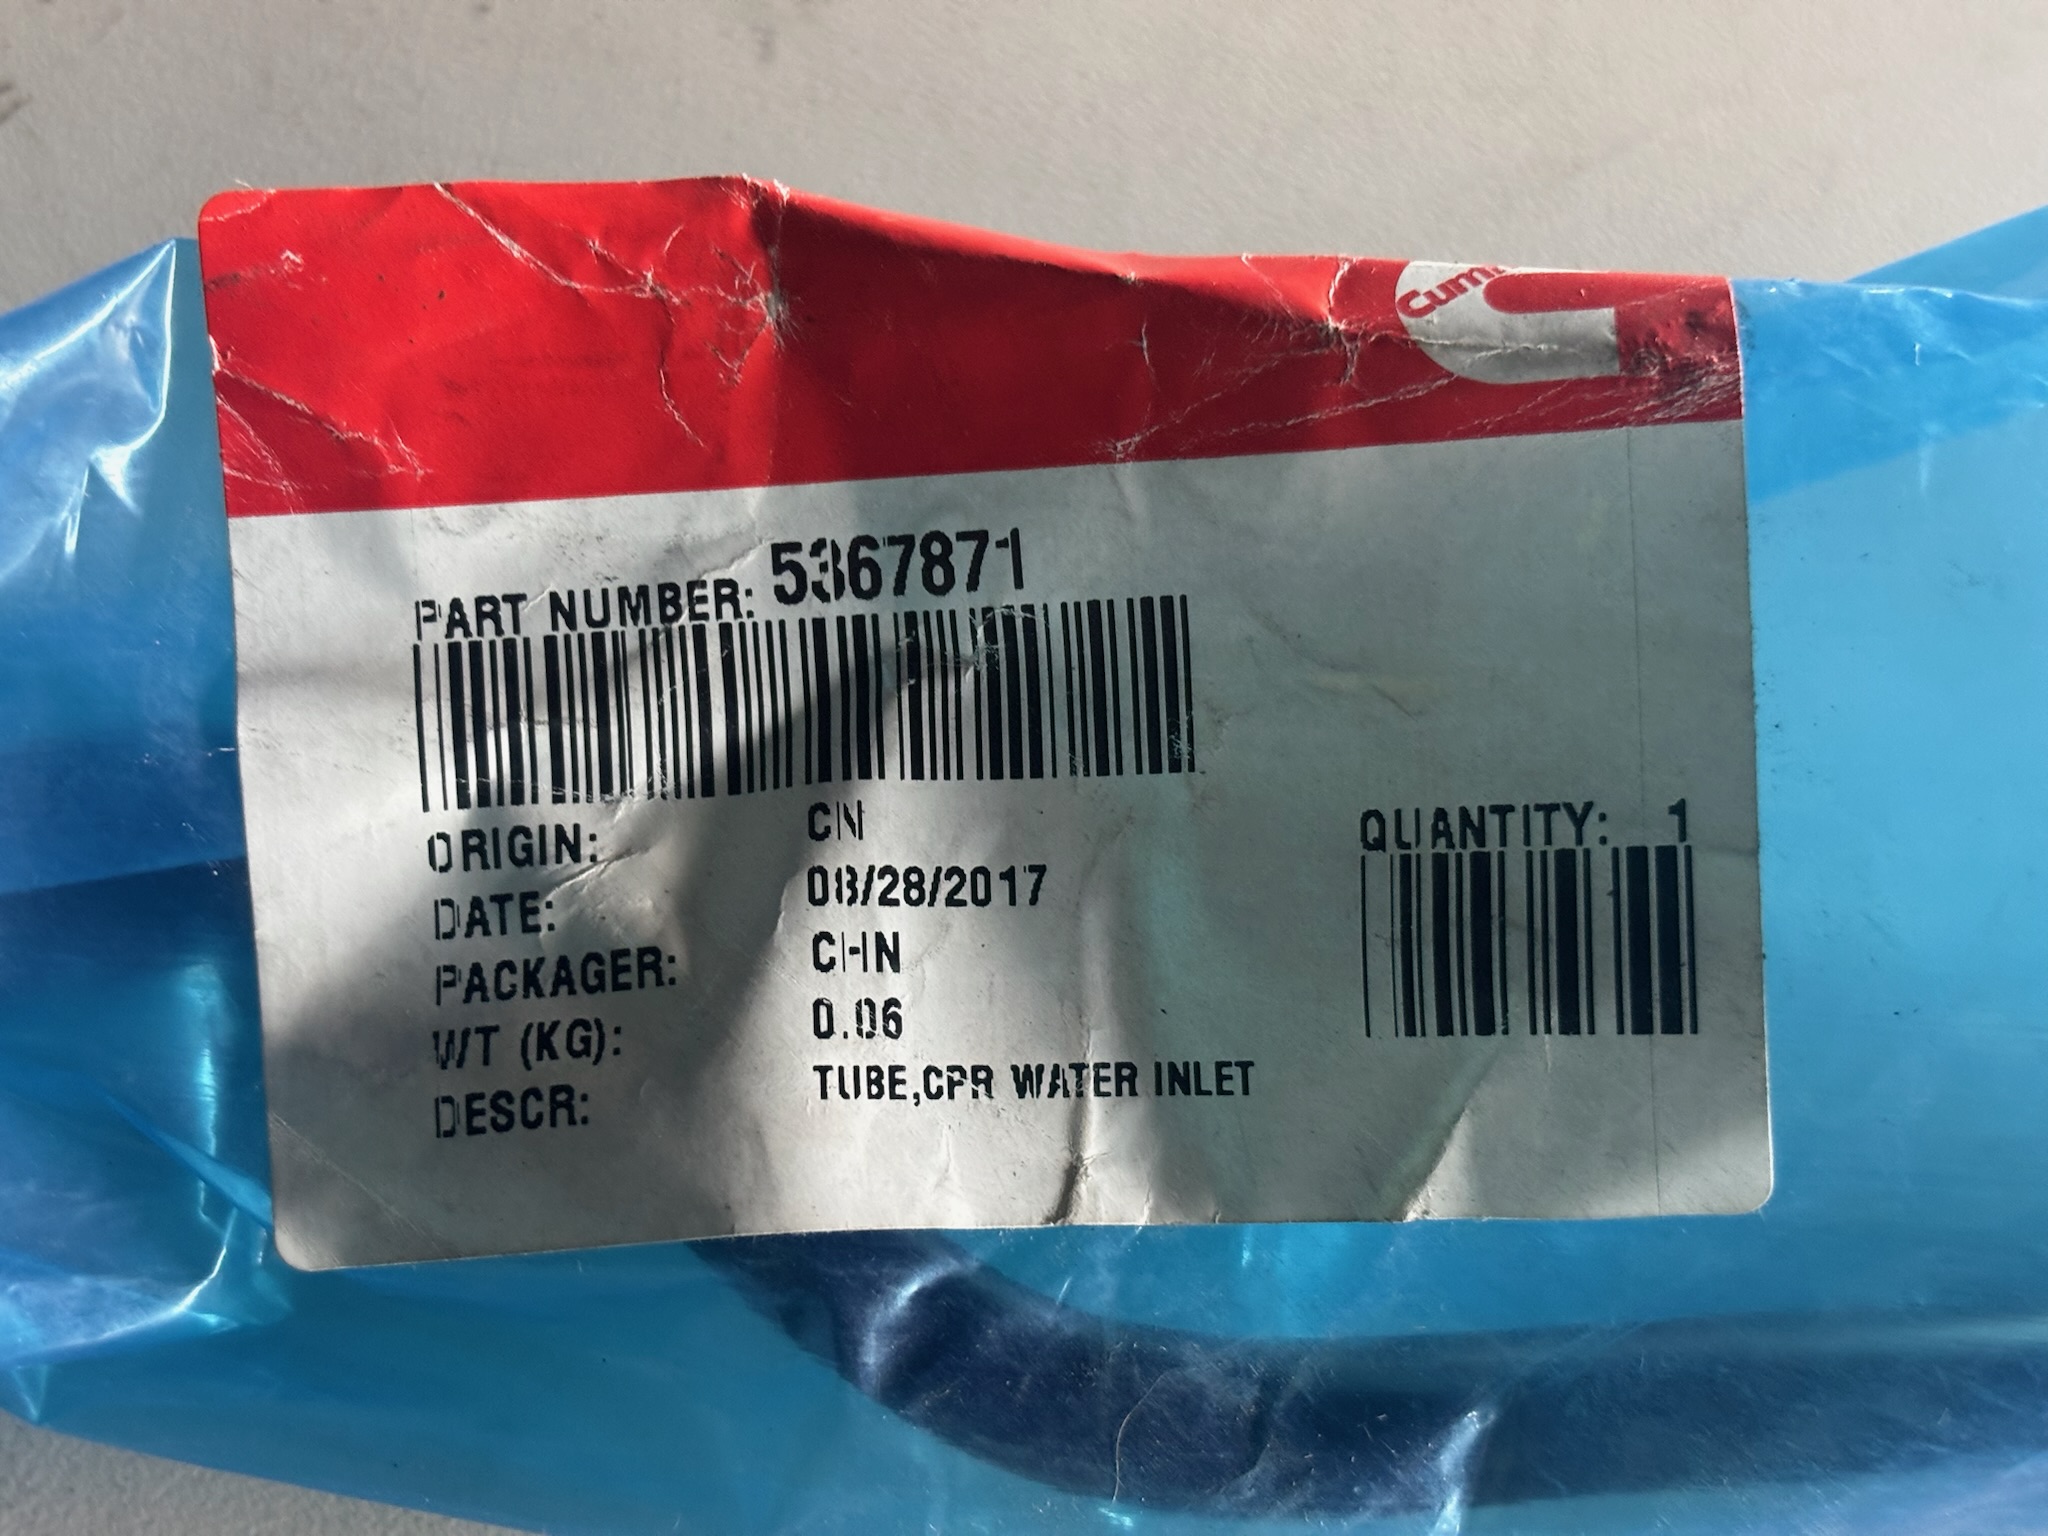 Cum
PART NUMBER: 5367871
ORIGIN: CN
DATE: 08/28/2017
PACKAGER: CHN
WT (KG): 0.06
DESCR: TUBE,CPR WATER INLET
QUANTITY: 1